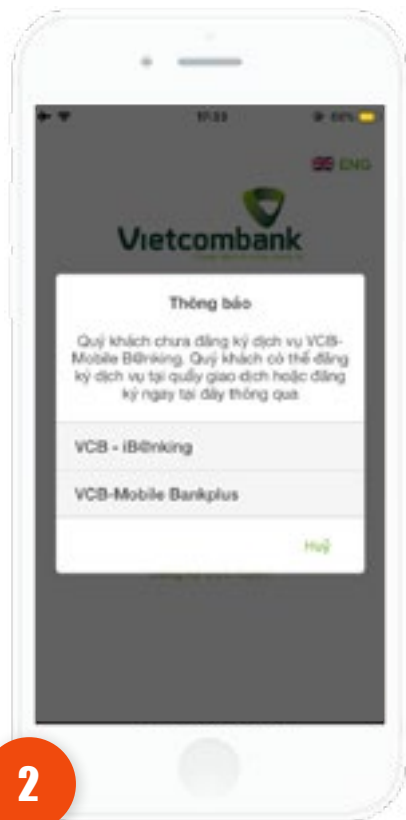 ENG
Vietcombank
Thông báo
Quý khách chưa đăng ký dịch vụ VCB-
Mobile B@nking. Quý khách có thể đăng
ký dịch vụ tại quầy giao dịch hoặc đăng
ký ngay tại đây thông qua
VCB - iB@nking
VCB-Mobile Bankplus
Huỷ
2